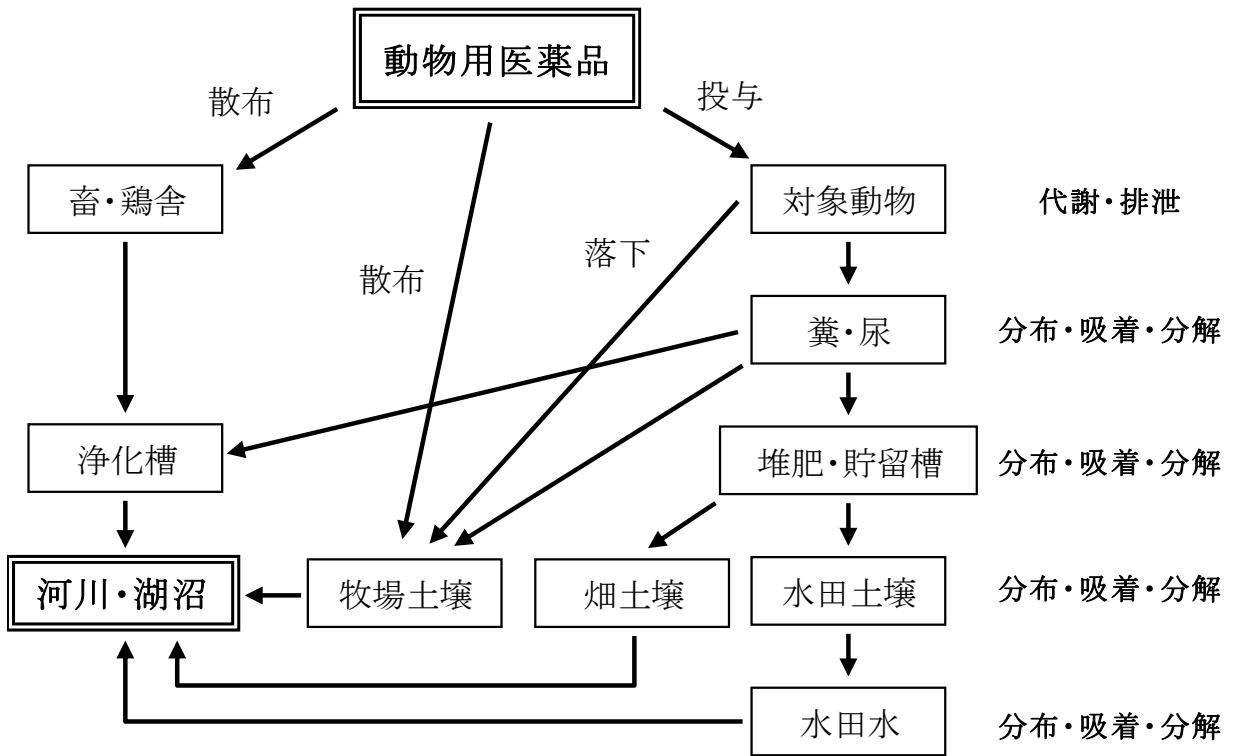 動物用医薬品
散布
投与
畜・鶏舎
対象動物
代謝・排泄
散布
落下
糞・尿
分布・吸着・分解
浄化槽
堆肥・貯留槽
分布・吸着・分解
河川・湖沼
牧場土壌
畑土壌
水田土壌
分布・吸着・分解
水田水
分布・吸着・分解